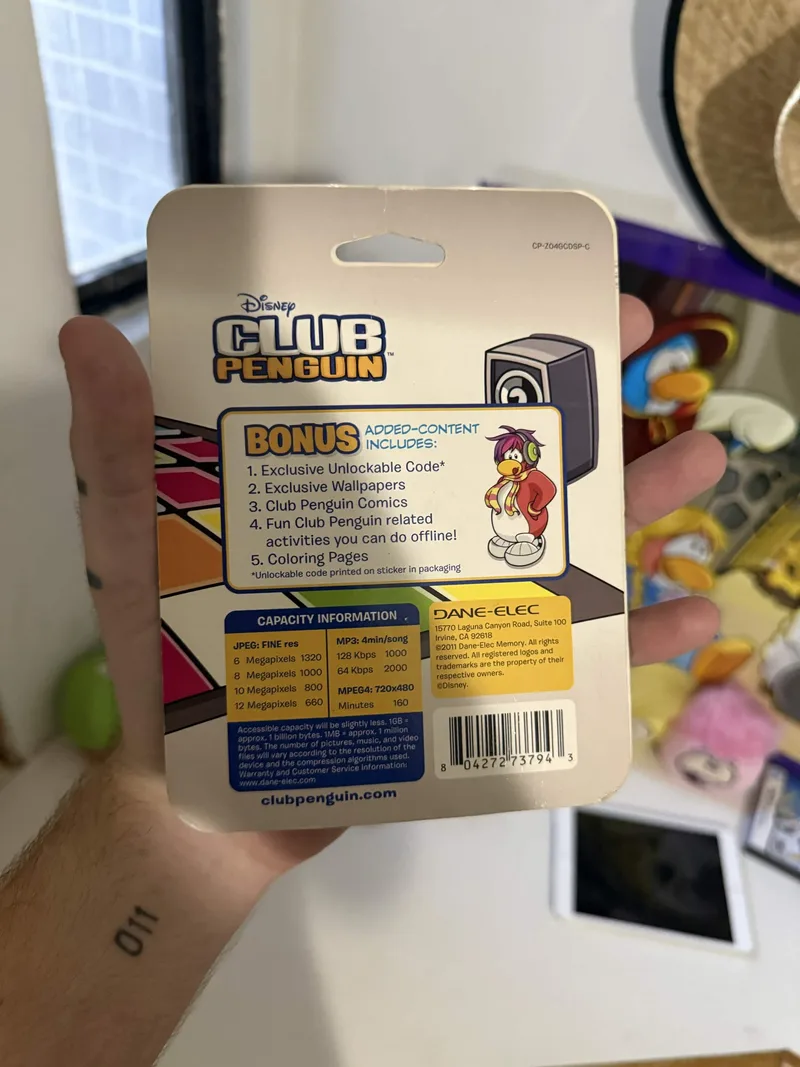 CP-Z04GCDSP-C
Disney
CLUB
PENGUIN™
BONUS ADDED-CONTENT
INCLUDES:
1. Exclusive Unlockable Code*
2. Exclusive Wallpapers
3. Club Penguin Comics
4. Fun Club Penguin related
activities you can do offline!
5. Coloring Pages
*Unlockable code printed on sticker in packaging
CAPACITY INFORMATION
JPEG: FINE res
6 Megapixels 1320
8 Megapixels 1000
10 Megapixels 800
12 Megapixels 660
MP3: 4min/song
128 Kbps 1000
64 Kbps 2000
MPEG4: 720x480
Minutes 160
Accessible capacity will be slightly less. 1GB =
approx. 1 billion bytes. 1MB = approx. 1 million
bytes. The number of pictures, music, and video
files will vary according to the resolution of the
device and the compression algorithms used.
Warranty and Customer Service Information:
www.dane-elec.com
DANE-ELEC
15770 Laguna Canyon Road, Suite 100
Irvine, CA 92618
©2011 Dane-Elec Memory. All rights
reserved. All registered logos and
trademarks are the property of their
respective owners.
©Disney.
8 04272 73794 3
clubpenguin.com
011